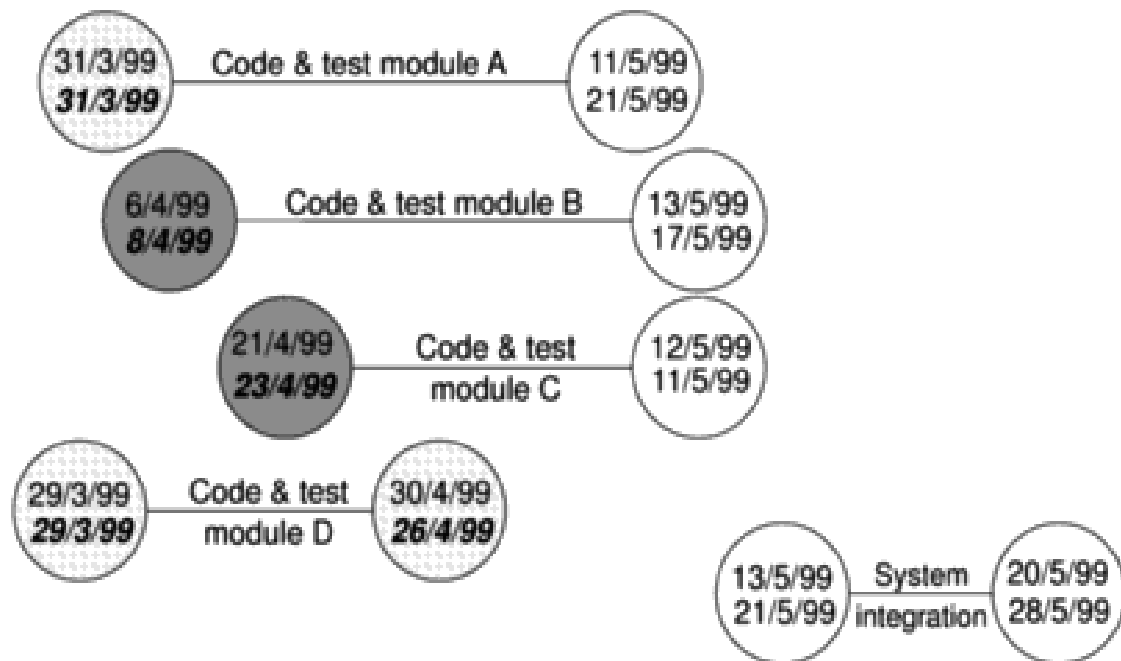 31/3/99
31/3/99
Code & test module A
11/5/99
21/5/99
6/4/99
8/4/99
Code & test module B
13/5/99
17/5/99
21/4/99
23/4/99
Code & test
module C
12/5/99
11/5/99
29/3/99
29/3/99
Code & test
module D
30/4/99
26/4/99
13/5/99
21/5/99
System
integration
20/5/99
28/5/99